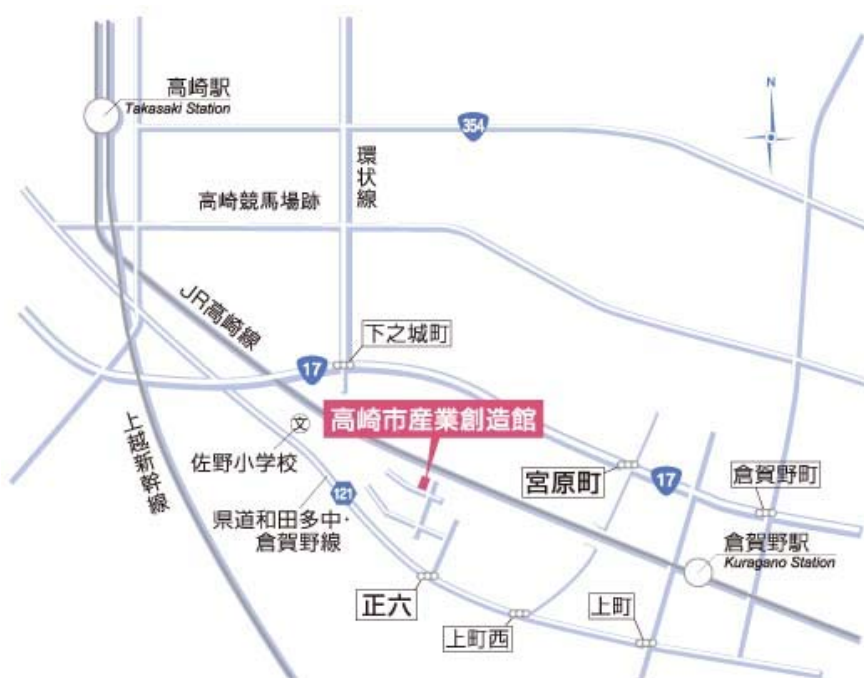 高崎駅
Takasaki Station
N
354
環状線
高崎競馬場跡
JR高崎線
下之城町
17
高崎市産業創造館
上越新幹線
文
佐野小学校
宮原町
17
倉賀野町
121
県道和田多中・
倉賀野線
倉賀野駅
Kuragano Station
正六
上町西
上町